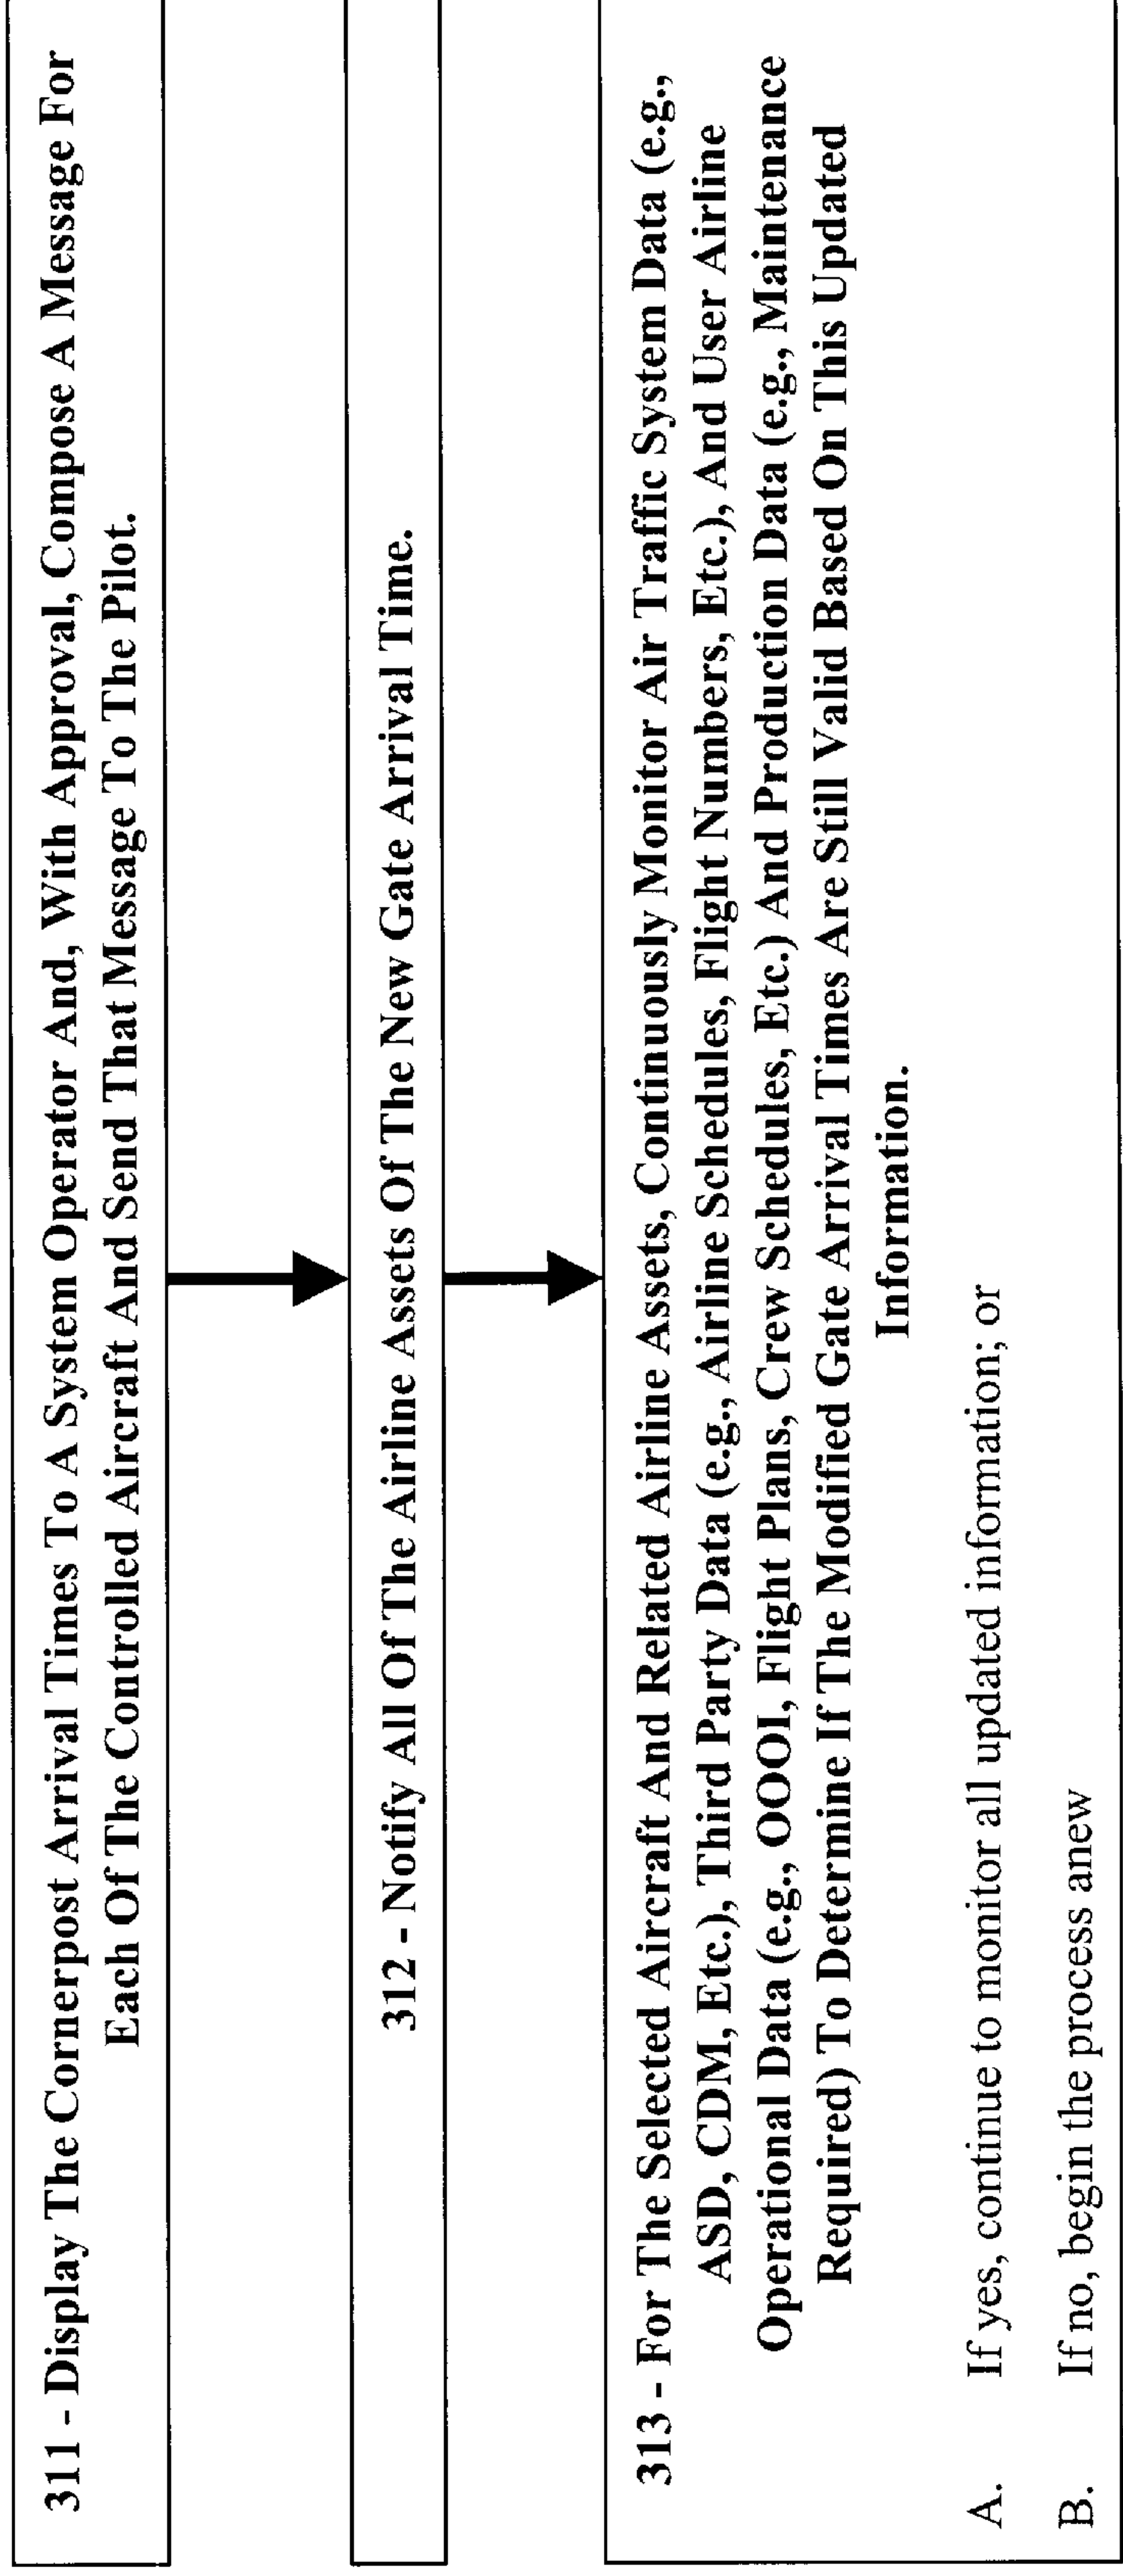 311 - Display The Cornerpost Arrival Times To A System Operator And, With Approval, Compose A Message For
Each Of The Controlled Aircraft And Send That Message To The Pilot.
312 - Notify All Of The Airline Assets Of The New Gate Arrival Time.
313 - For The Selected Aircraft And Related Airline Assets, Continuously Monitor Air Traffic System Data (e.g.,
ASD, CDM, Etc.), Third Party Data (e.g., Airline Schedules, Flight Numbers, Etc.), And User Airline
Operational Data (e.g., OOOI, Flight Plans, Crew Schedules, Etc.) And Production Data (e.g., Maintenance
Required) To Determine If The Modified Gate Arrival Times Are Still Valid Based On This Updated
Information.
A. If yes, continue to monitor all updated information; or
B. If no, begin the process anew